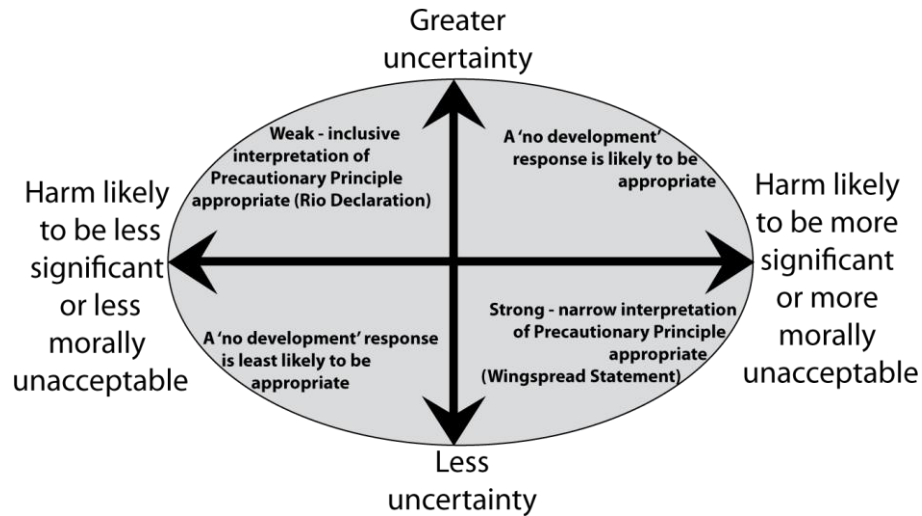 Greater
uncertainty
Weak - inclusive
interpretation of
Precautionary Principle
appropriate (Rio Declaration)
A ‘no development’
response is likely to be
appropriate
Harm likely
to be less
significant
or less
morally
unacceptable
Harm likely
to be more
significant
or more
morally
unacceptable
A ‘no development’ response
is least likely to be
appropriate
Strong - narrow interpretation
of Precautionary Principle
appropriate
(Wingspread Statement)
Less
uncertainty